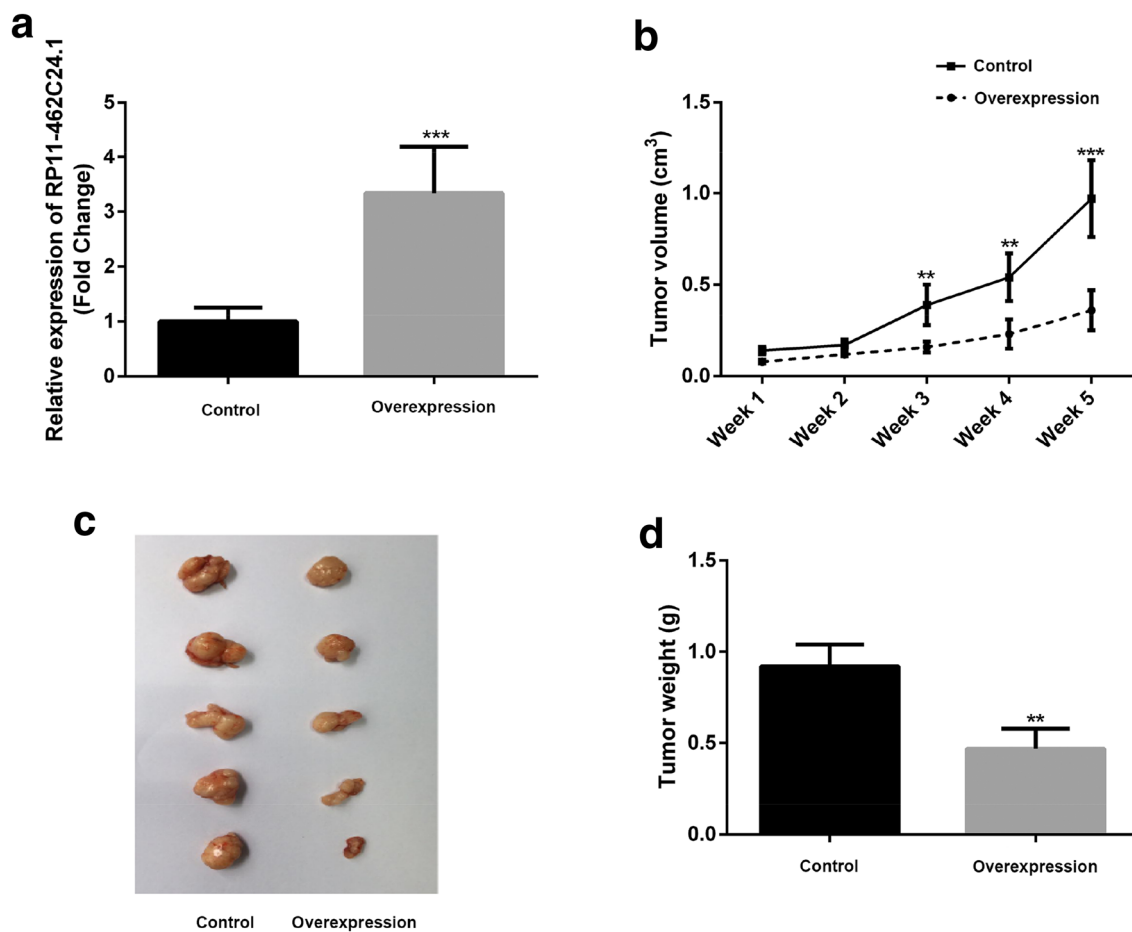 a
Relative expression of RP11-462C24.1
(Fold Change)
5
4
3
2
1
0
***
Control
Overexpression
b
Control
Overexpression
Tumor volume (cm³)
1.5
1.0
0.5
0.0
**
**
***
Week 1
Week 2
Week 3
Week 4
Week 5
c
Control
Overexpression
d
Tumor weight (g)
1.5
1.0
0.5
0.0
**
Control
Overexpression